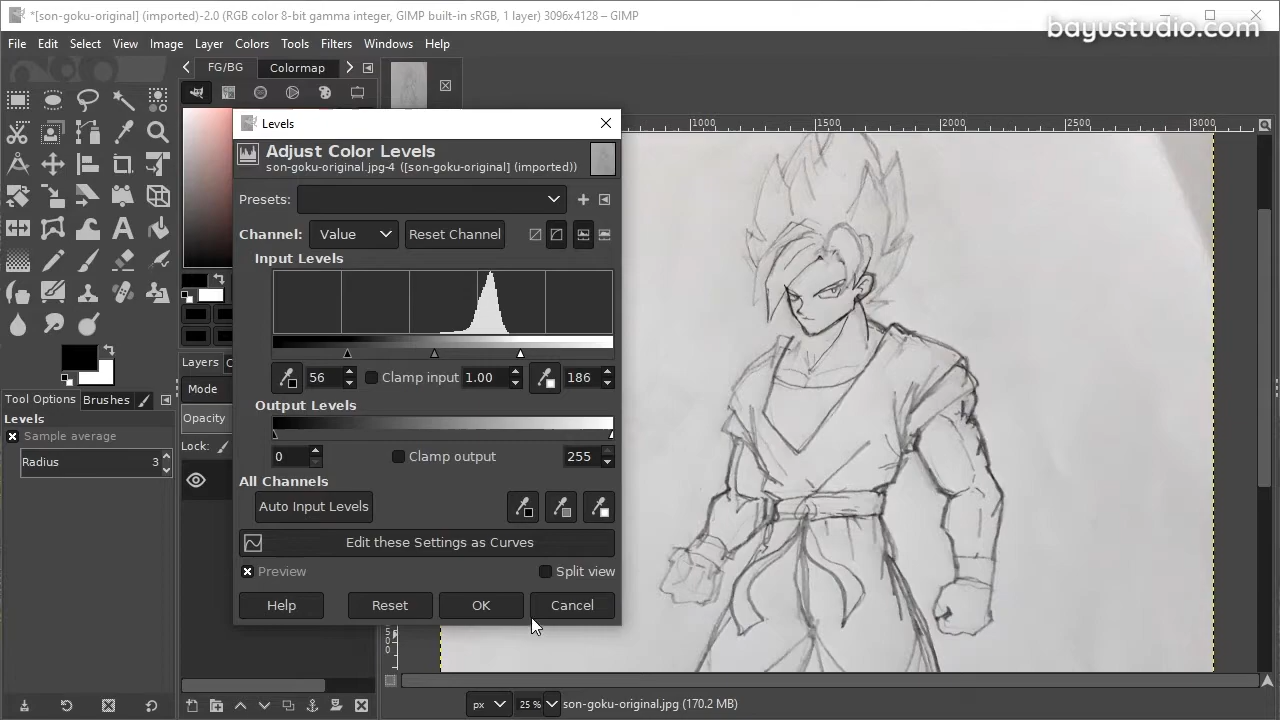 *[son-goku-original] (imported)-2.0 (RGB color 8-bit gamma integer, GIMP built-in sRGB, 1 layer) 3096x4128 – GIMP
bayustudio.com
File Edit Select View Image Layer Colors Tools Filters Windows Help
FG/BG Colormap
Levels
1000 1500 2000 2500 3000
Adjust Color Levels
son-goku-original.jpg-4 ([son-goku-original] (imported))
Presets:
Channel: Value Reset Channel
Input Levels
56 Clamp input 1.00 186
Output Levels
0 Clamp output 255
All Channels
Auto Input Levels
Edit these Settings as Curves
Preview Split view
Help Reset OK Cancel
Layers
Mode
Opacity
Lock:
Tool Options Brushes
Levels
Sample average
Radius 3
px 25 % son-goku-original.jpg (170.2 MB)